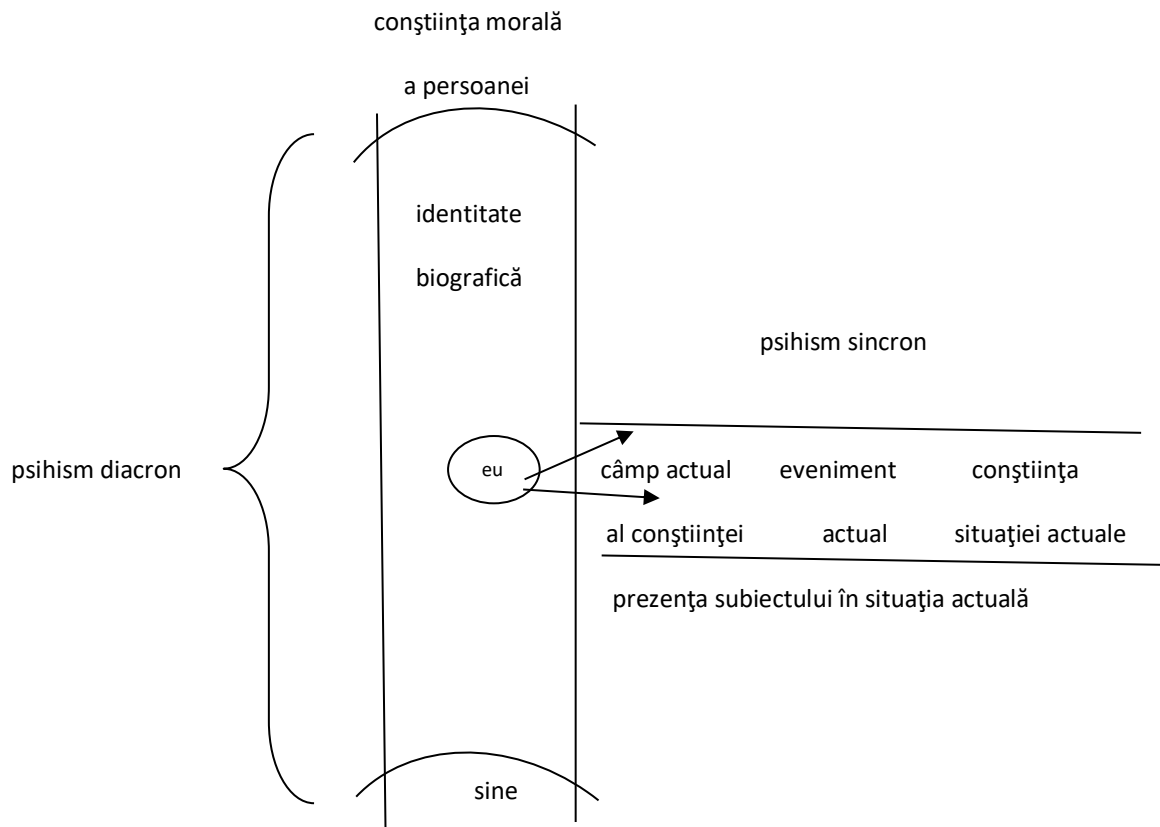 conştiinţa morală
a persoanei
identitate
biografică
psihism sincron
psihism diacron
eu
câmp actual eveniment conştiinţa
al conştiinţei actual situaţiei actuale
prezenţa subiectului în situaţia actuală
sine